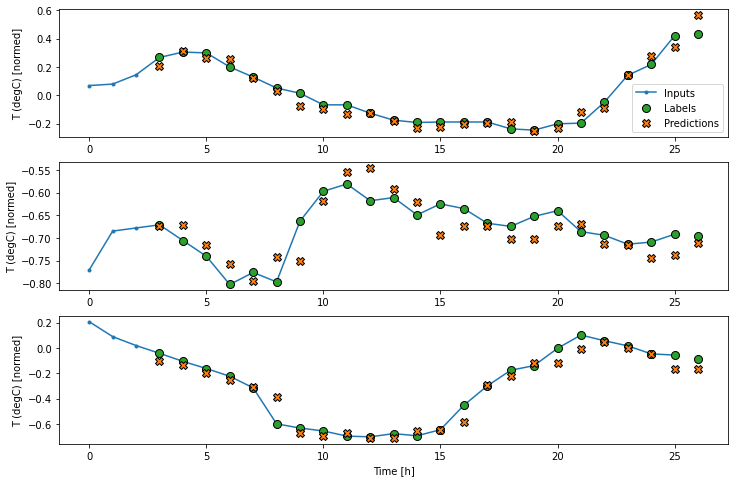 T (degC) [normed]
0.6
0.4
0.2
0.0
−0.2
Inputs
Labels
Predictions
0 5 10 15 20 25
T (degC) [normed]
−0.55
−0.60
−0.65
−0.70
−0.75
−0.80
0 5 10 15 20 25
T (degC) [normed]
0.2
0.0
−0.2
−0.4
−0.6
0 5 10 15 20 25
Time [h]